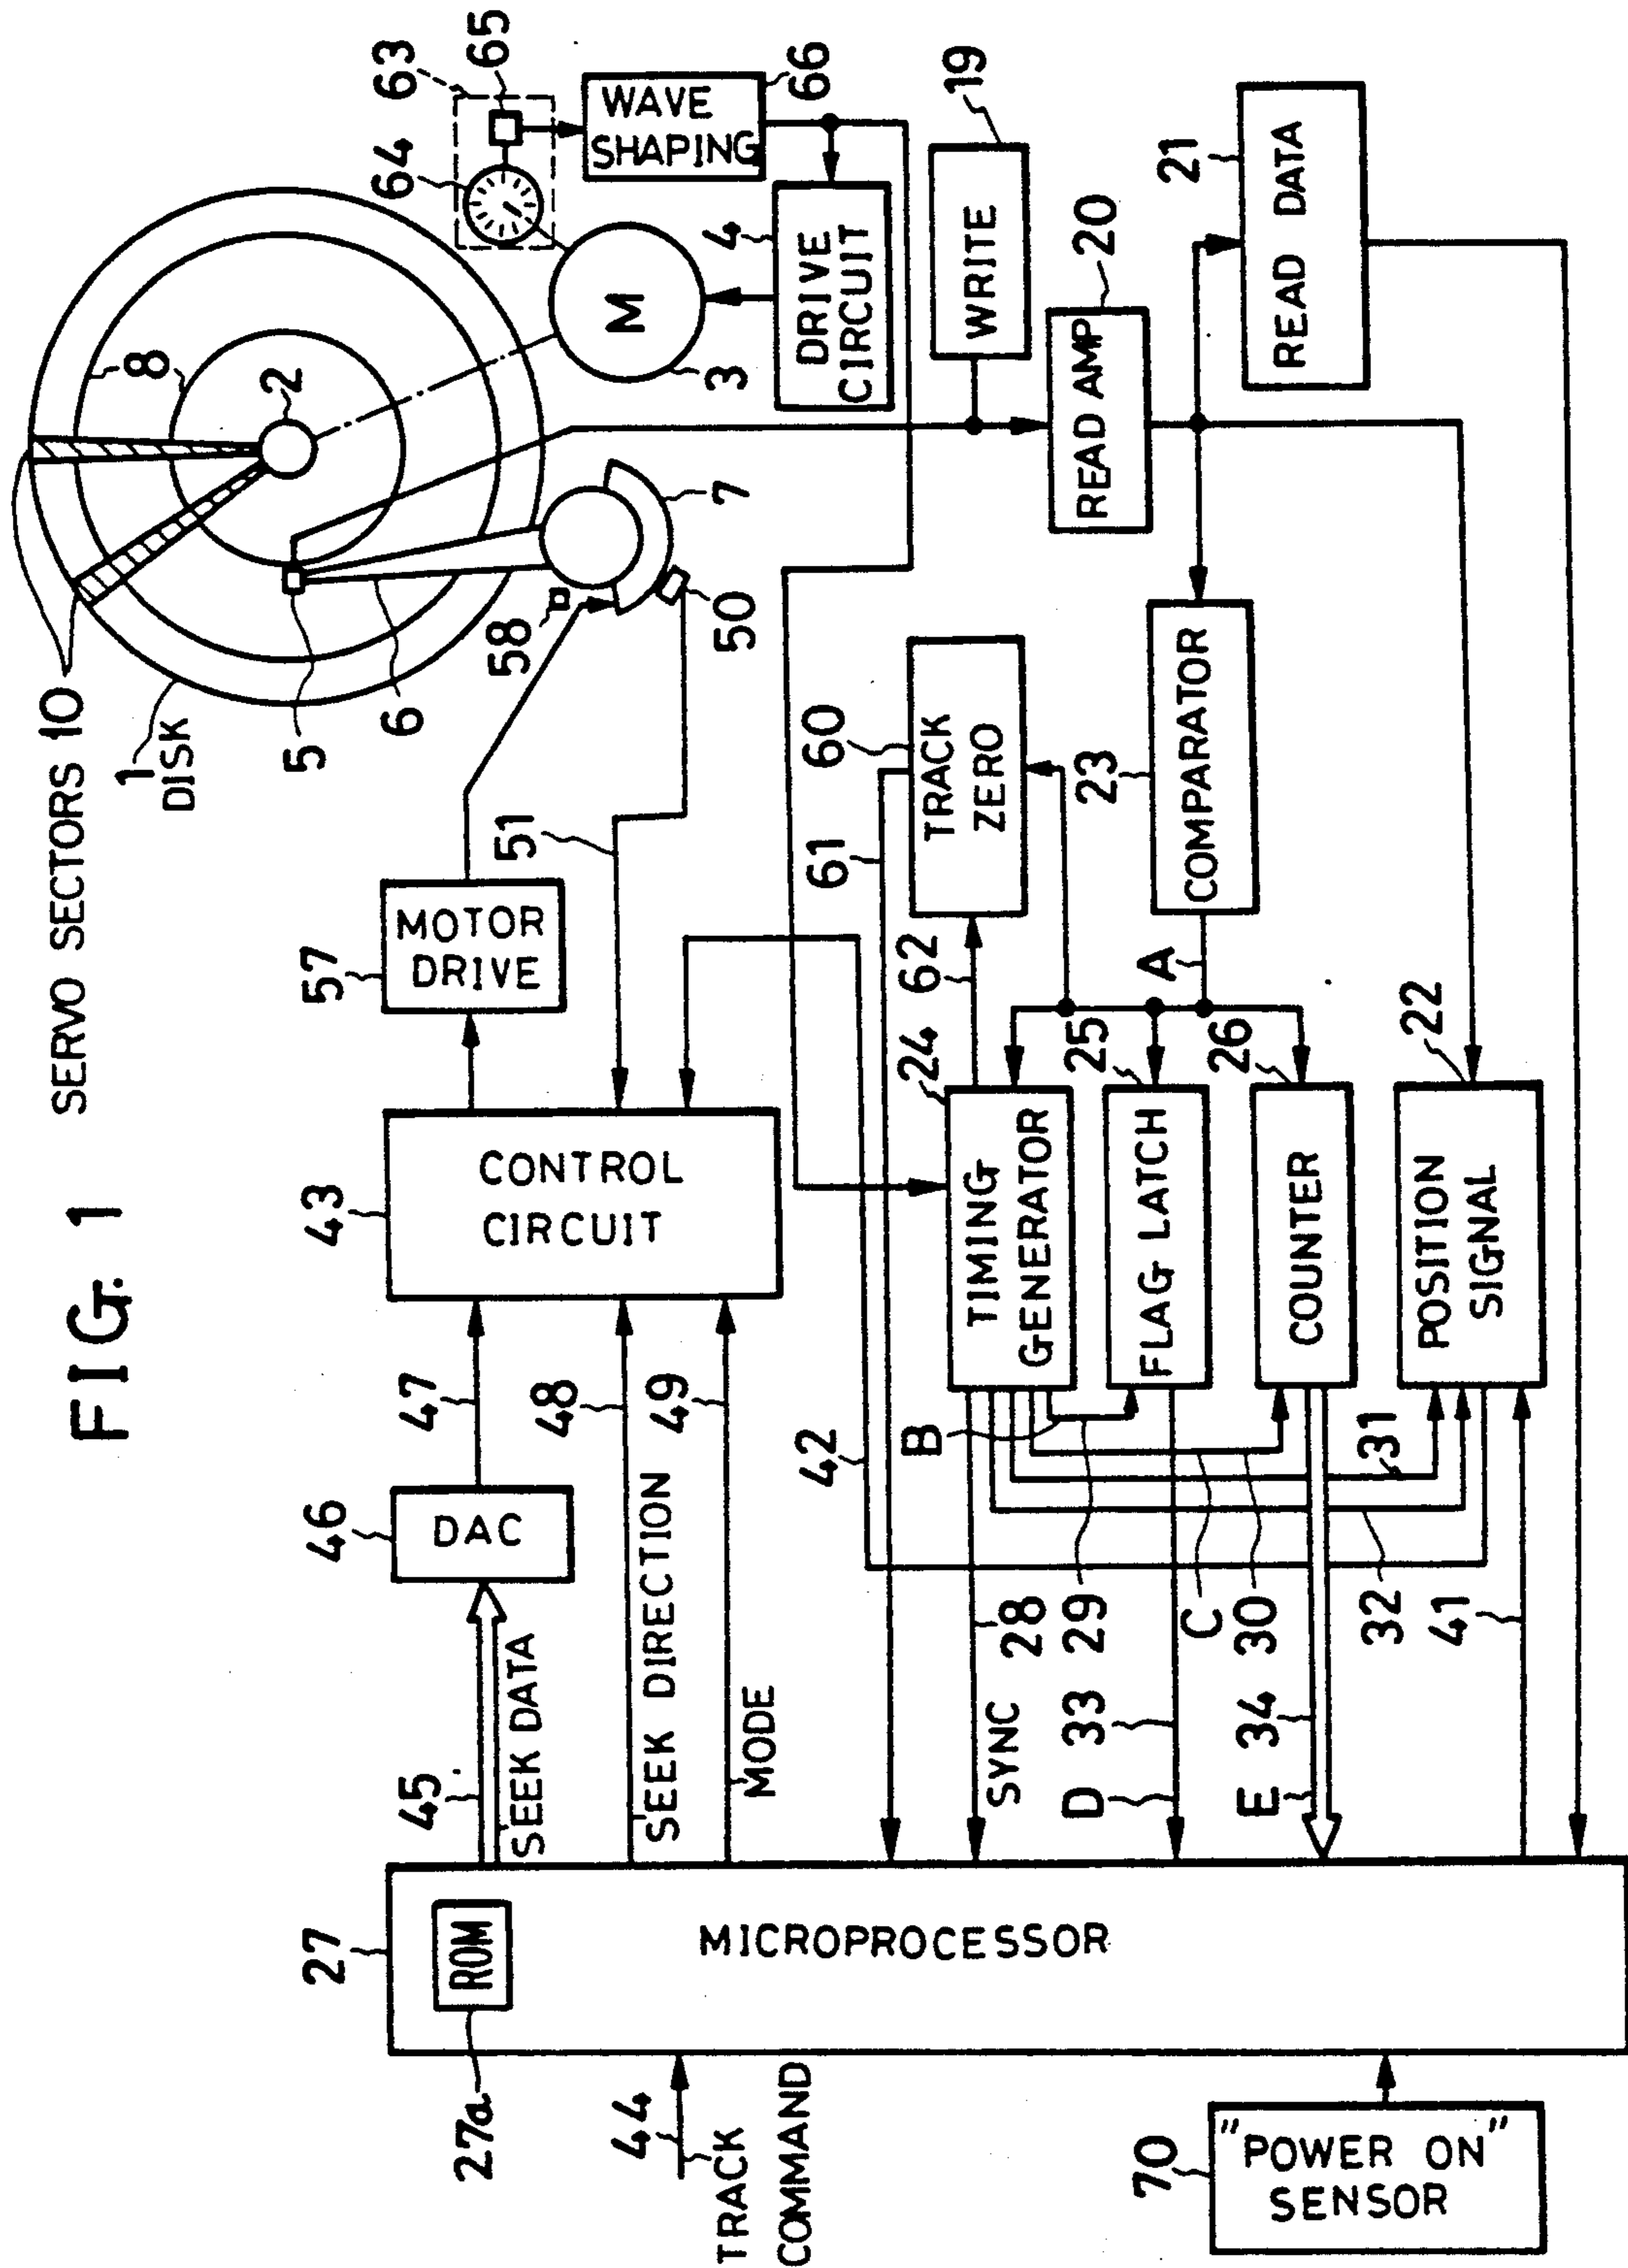 FIG. 1
SERVO SECTORS 10
1
DISK
8
2
5
6
7
58
50
3
M
63
64
65
66
WAVE
SHAPING
4
DRIVE
CIRCUIT
19
WRITE
20
READ AMP
21
READ DATA
57
MOTOR
DRIVE
51
43
CONTROL
CIRCUIT
46
DAC
47
48
49
45
SEEK DATA
SEEK DIRECTION
MODE
42
60
TRACK
ZERO
61
62
23
COMPARATOR
A
24
TIMING
GENERATOR
25
FLAG LATCH
26
COUNTER
22
POSITION
SIGNAL
B
31
28
SYNC
29
C
30
32
41
D
33
E
34
27
ROM
27a
MICROPROCESSOR
44
TRACK
COMMAND
70
"POWER ON"
SENSOR